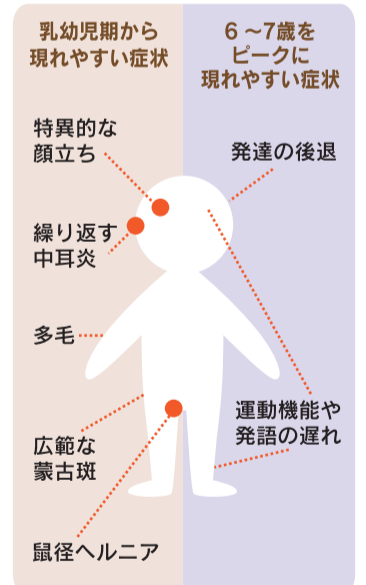 乳幼児期から
現れやすい症状
特異的な
顔立ち
繰り返す
中耳炎
多毛
広範な
蒙古斑
鼠径ヘルニア
6〜7歳を
ピークに
現れやすい症状
発達の後退
運動機能や
発語の遅れ